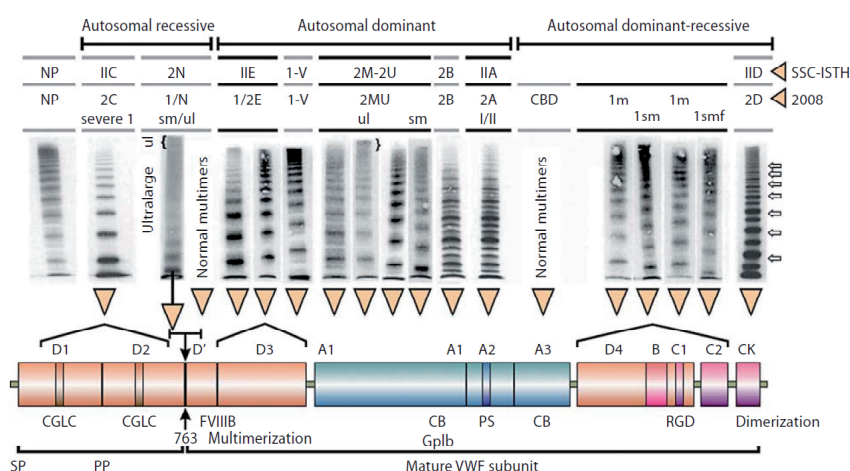 Autosomal recessive Autosomal dominant Autosomal dominant-recessive
NP IIC 2N IIE 1-V 2M-2U 2B IIA IID SSC-ISTH
NP 2C 1/N 1/2E 1-V 2MU 2B 2A CBD 1m 1m 2D 2008
severe 1 sm/ul ul sm I/II 1sm 1smf
ul {
}
Ultralarge
Normal multimers
Normal multimers
D1 D2 D' D3 A1 A1 A2 A3 D4 B C1 C2 CK
CGLC CGLC FVIIIB CB PS CB RGD Dimerization
763 Multimerization GpIb
SP PP Mature VWF subunit